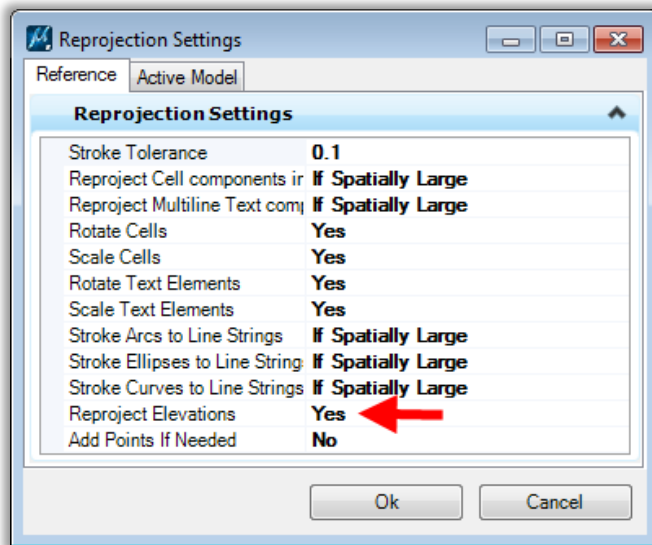 Reprojection Settings
Reference Active Model
Reprojection Settings
Stroke Tolerance 0.1
Reproject Cell components ir If Spatially Large
Reproject Multiline Text comp If Spatially Large
Rotate Cells Yes
Scale Cells Yes
Rotate Text Elements Yes
Scale Text Elements Yes
Stroke Arcs to Line Strings If Spatially Large
Stroke Ellipses to Line String: If Spatially Large
Stroke Curves to Line Strings If Spatially Large
Reproject Elevations Yes
Add Points If Needed No
Ok Cancel